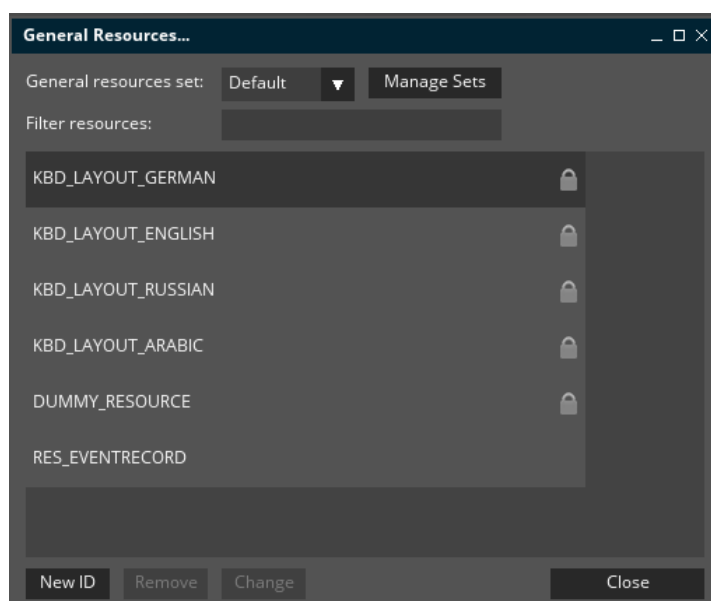 General Resources...
General resources set: Default Manage Sets
Filter resources:
KBD_LAYOUT_GERMAN
KBD_LAYOUT_ENGLISH
KBD_LAYOUT_RUSSIAN
KBD_LAYOUT_ARABIC
DUMMY_RESOURCE
RES_EVENTRECORD
New ID Remove Change Close